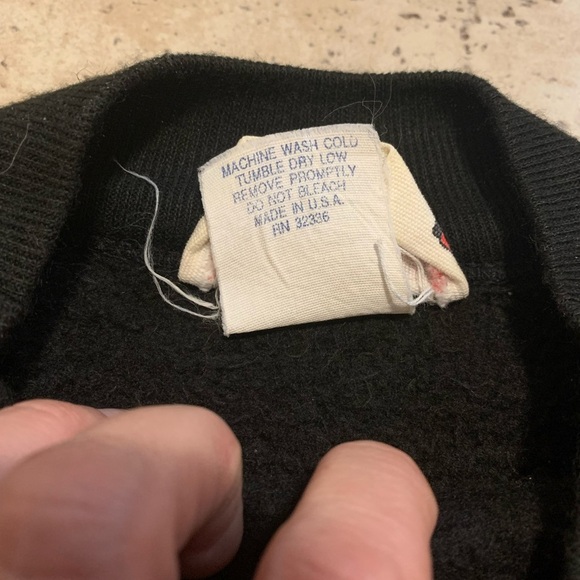 MACHINE WASH COLD
TUMBLE DRY LOW
REMOVE PROMPTLY
DO NOT BLEACH
MADE IN U.S.A.
RN 32336